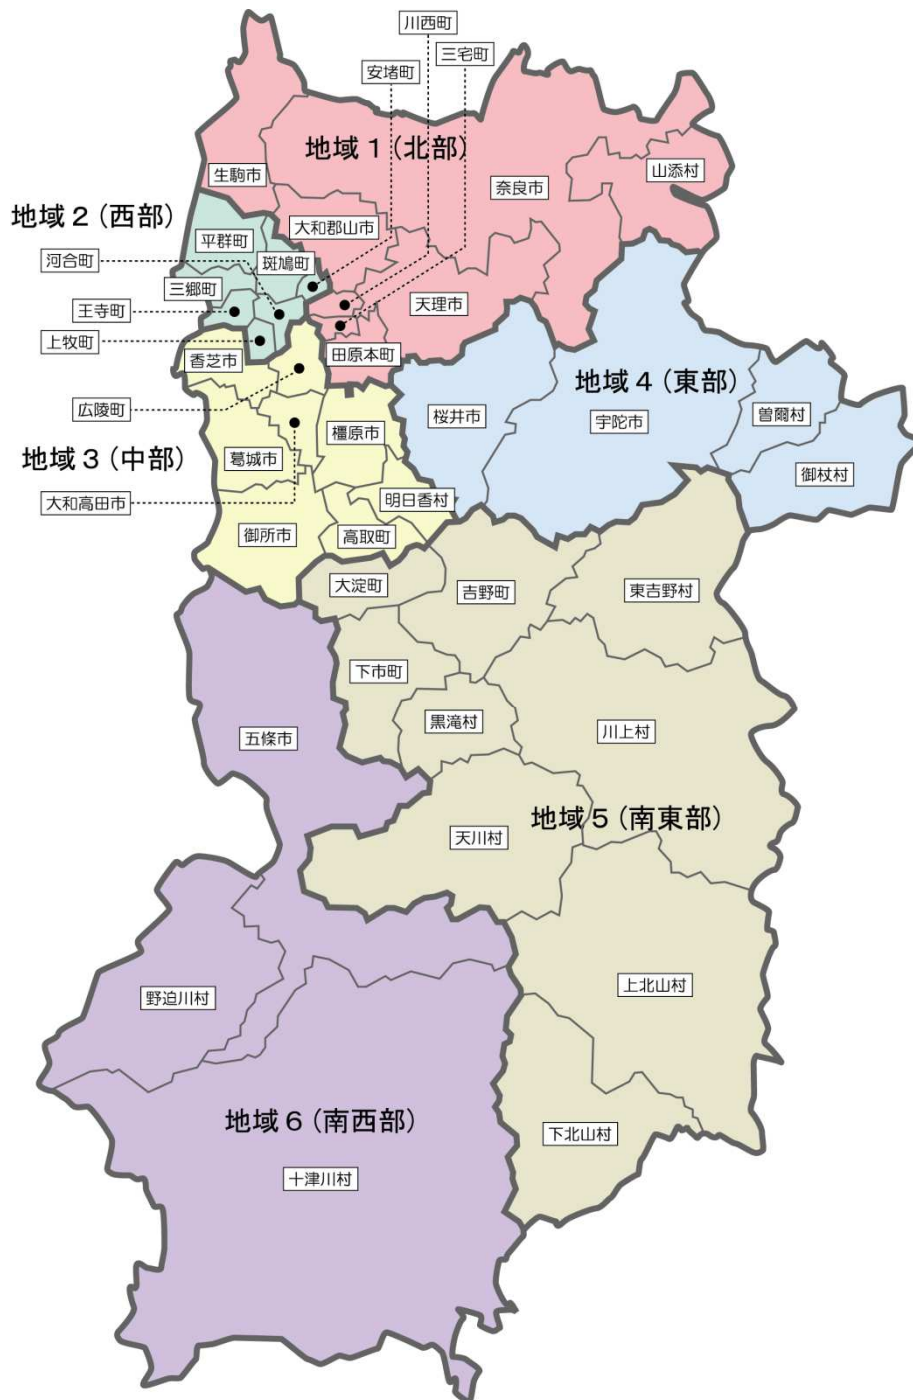 川西町
三宅町
安堵町
地域1(北部)
山添村
生駒市
奈良市
地域2(西部)
大和郡山市
平群町
河合町
斑鳩町
三郷町
王寺町
天理市
上牧町
香芝市
田原本町
地域4(東部)
広陵町
桜井市
宇陀市
曽爾村
橿原市
地域3(中部)
葛城市
御杖村
大和高田市
明日香村
御所市
高取町
大淀町
吉野町
東吉野村
下市町
黒滝村
五條市
川上村
地域5(南東部)
天川村
上北山村
野迫川村
地域6(南西部)
下北山村
十津川村